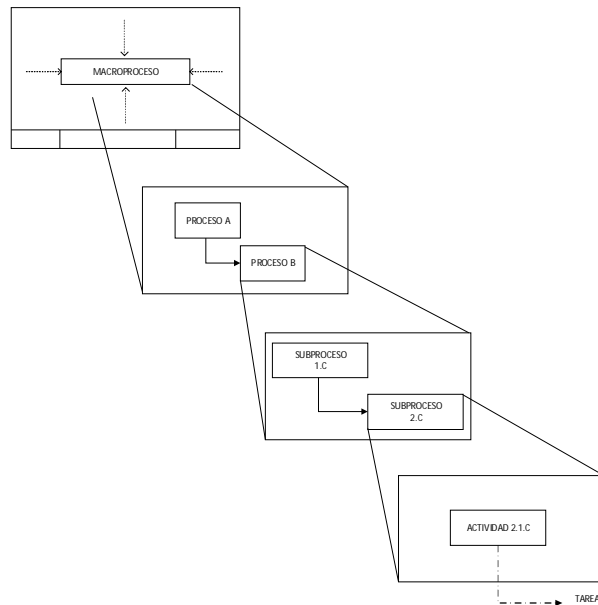 MACROPROCESO
PROCESO A
PROCESO B
SUBPROCESO
1.C
SUBPROCESO
2.C
ACTIVIDAD 2.1.C
TAREA